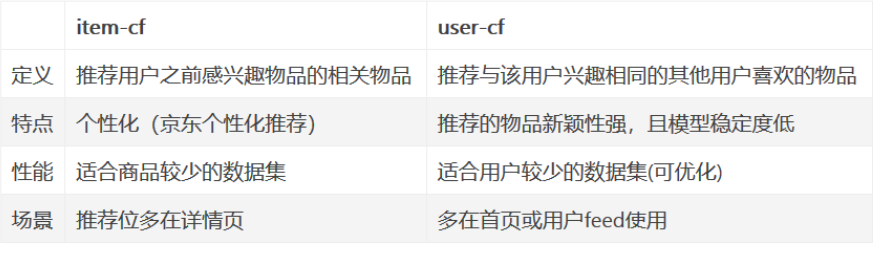 item-cf user-cf
定义 推荐用户之前感兴趣物品的相关物品 推荐与该用户兴趣相同的其他用户喜欢的物品
特点 个性化（京东个性化推荐） 推荐的物品新颖性强，且模型稳定度低
性能 适合商品较少的数据集 适合用户较少的数据集(可优化)
场景 推荐位多在详情页 多在首页或用户feed使用